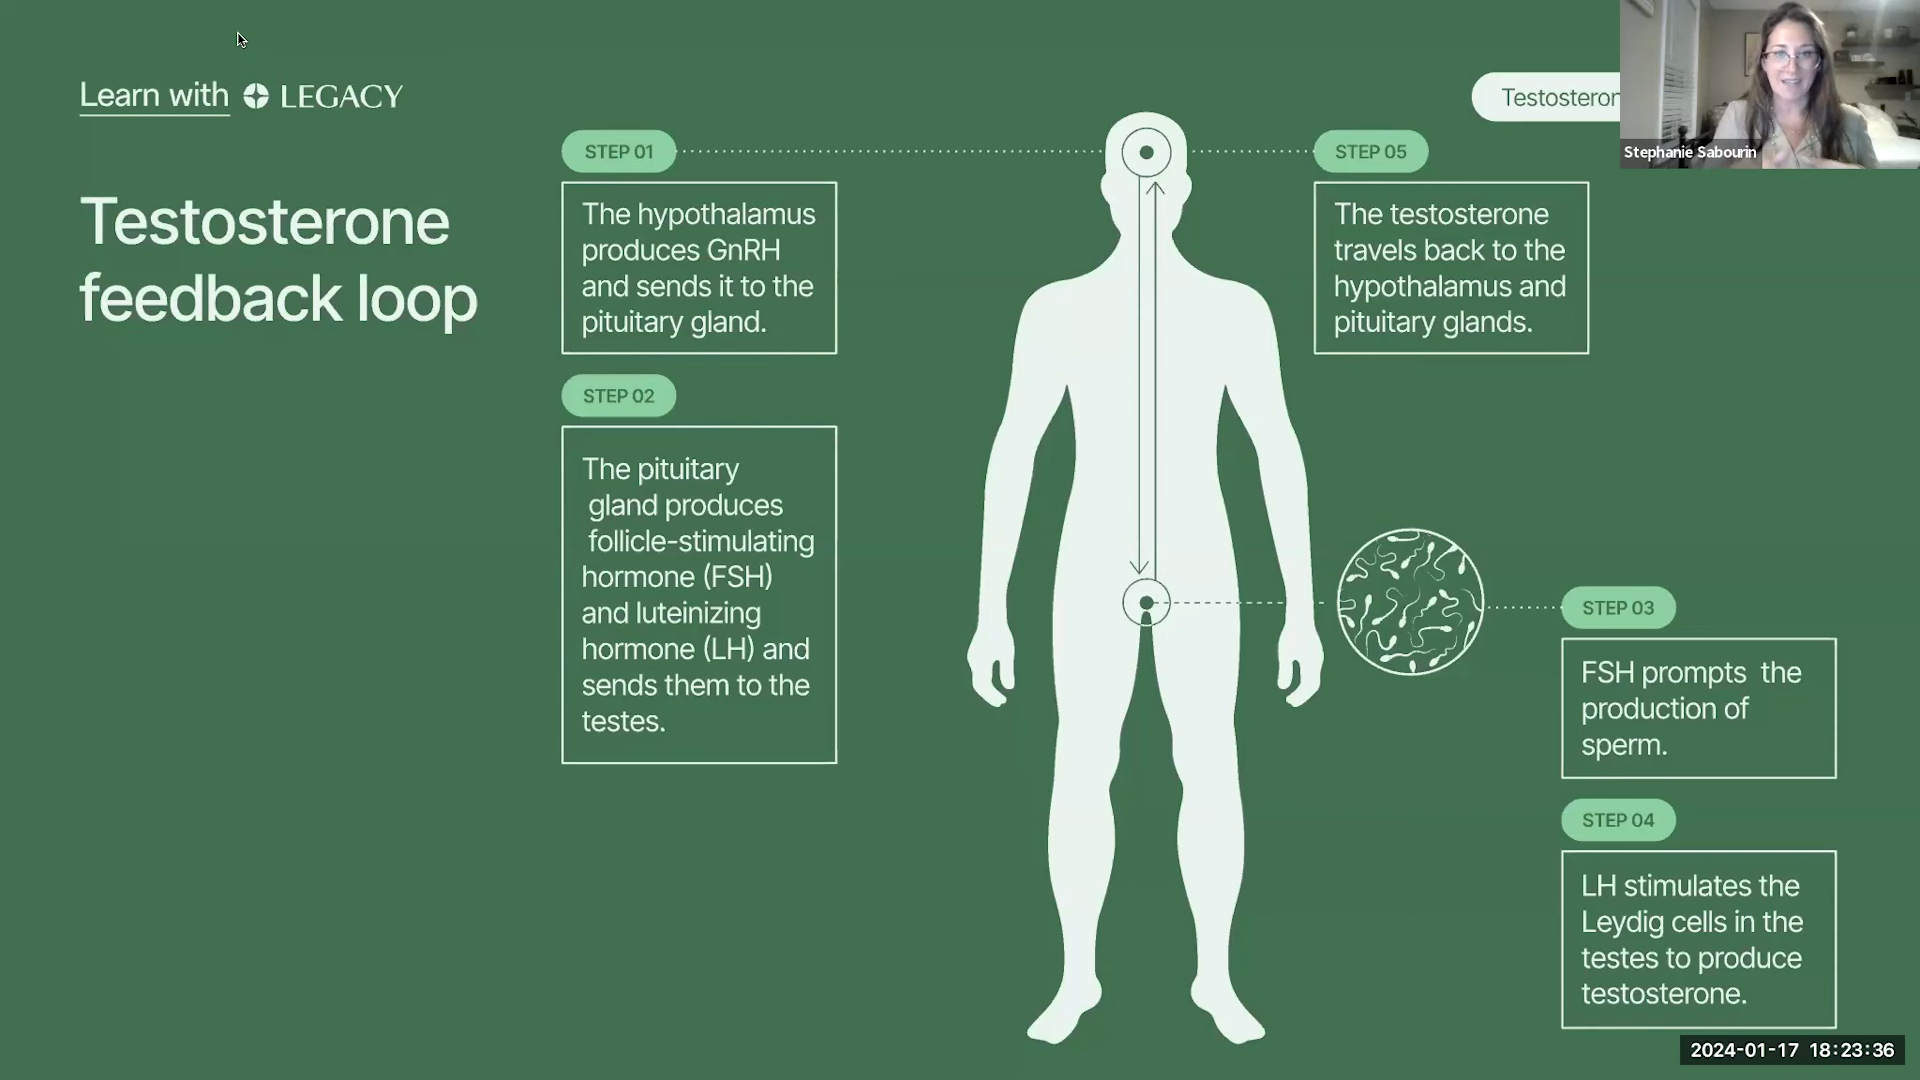 Learn with LEGACY
Testosteron
Stephanie Sabourin
Testosterone
feedback loop
STEP 01
The hypothalamus
produces GnRH
and sends it to the
pituitary gland.
STEP 02
The pituitary
gland produces
follicle-stimulating
hormone (FSH)
and luteinizing
hormone (LH) and
sends them to the
testes.
STEP 05
The testosterone
travels back to the
hypothalamus and
pituitary glands.
STEP 03
FSH prompts the
production of
sperm.
STEP 04
LH stimulates the
Leydig cells in the
testes to produce
testosterone.
2024-01-17 18:23:36